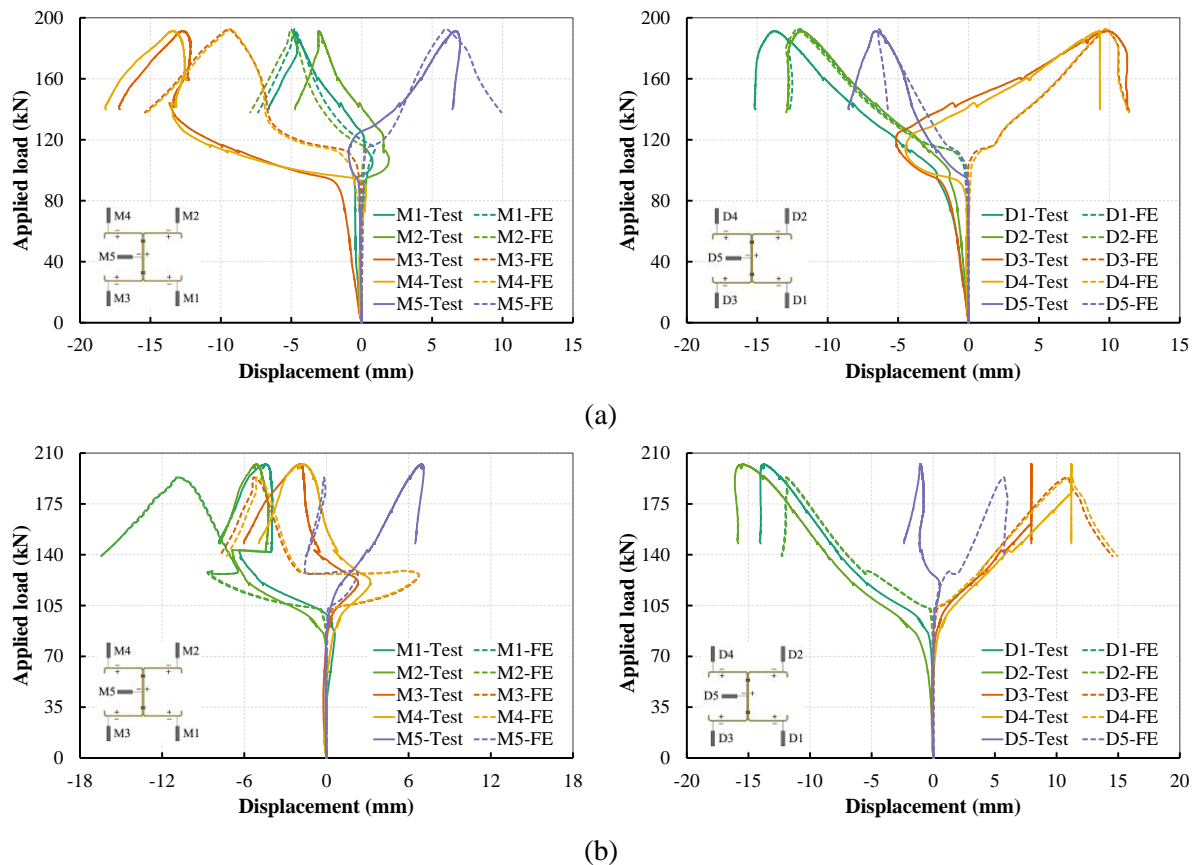 200
160
120
80
40
0
Applied load (kN)
M4
M2
M5
M3
M1
M1-Test
M1-FE
M2-Test
M2-FE
M3-Test
M3-FE
M4-Test
M4-FE
M5-Test
M5-FE
-20 -15 -10 -5 0 5 10 15
Displacement (mm)
200
160
120
80
40
0
Applied load (kN)
D4
D2
D5
D3
D1
D1-Test
D1-FE
D2-Test
D2-FE
D3-Test
D3-FE
D4-Test
D4-FE
D5-Test
D5-FE
-20 -15 -10 -5 0 5 10 15
Displacement (mm)
(a)
210
175
140
105
70
35
0
Applied load (kN)
M4
M2
M5
M3
M1
M1-Test
M1-FE
M2-Test
M2-FE
M3-Test
M3-FE
M4-Test
M4-FE
M5-Test
M5-FE
-18 -12 -6 0 6 12 18
Displacement (mm)
210
175
140
105
70
35
0
Applied load (kN)
D4
D2
D5
D3
D1
D1-Test
D1-FE
D2-Test
D2-FE
D3-Test
D3-FE
D4-Test
D4-FE
D5-Test
D5-FE
-20 -15 -10 -5 0 5 10 15 20
Displacement (mm)
(b)